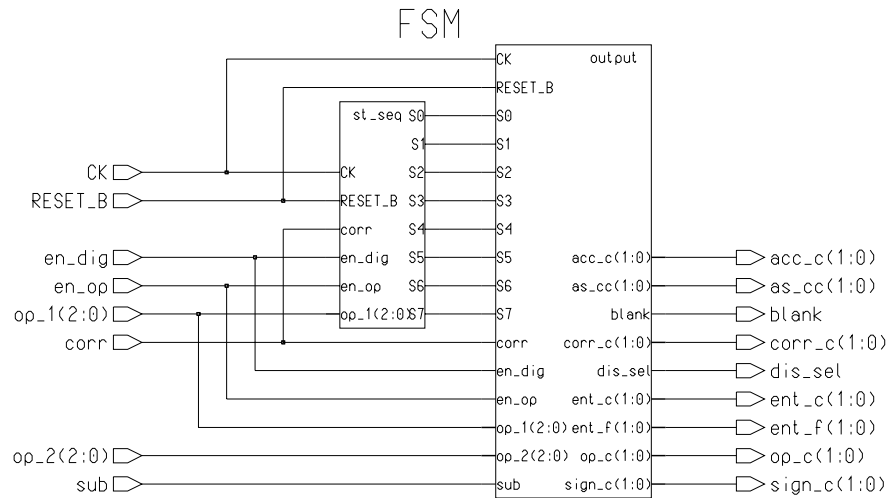 FSM
CK output
RESET_B
st_seq S0 S0
S1 S1
CK CK S2 S2
RESET_B RESET_B S3 S3
corr S4 S4
en_dig en_dig S5 S5 acc_c(1:0) acc_c(1:0)
en_op en_op S6 S6 as_cc(1:0) as_cc(1:0)
op_1(2:0) op_1(2:0) S7 S7 blank blank
corr corr corr_c(1:0) corr_c(1:0)
en_dig dis_sel dis_sel
en_op ent_c(1:0) ent_c(1:0)
op_1(2:0) ent_f(1:0) ent_f(1:0)
op_2(2:0) op_2(2:0) op_c(1:0) op_c(1:0)
sub sub sign_c(1:0) sign_c(1:0)